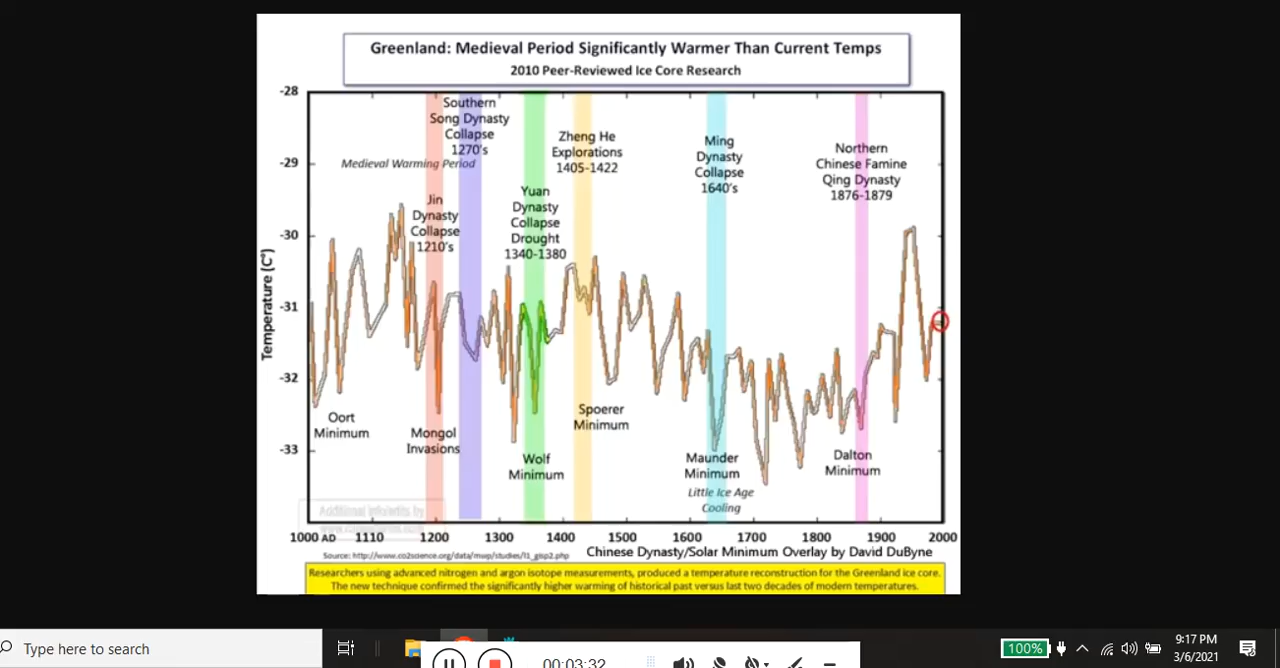 Greenland: Medieval Period Significantly Warmer Than Current Temps
2010 Peer-Reviewed Ice Core Research
-28
-29
-30
-31
-32
-33
Temperature (C°)
Southern
Song Dynasty
Collapse
1270's
Medieval Warming Period
Jin
Dynasty
Collapse
1210's
Yuan
Dynasty
Collapse
Drought
1340-1380
Zheng He
Explorations
1405-1422
Ming
Dynasty
Collapse
1640's
Northern
Chinese Famine
Qing Dynasty
1876-1879
Oort
Minimum
Mongol
Invasions
Wolf
Minimum
Spoerer
Minimum
Maunder
Minimum
Little Ice Age
Cooling
Dalton
Minimum
Additional info/edits by
1000 AD 1110 1200 1300 1400 1500 1600 1700 1800 1900 2000
Source: http://www.co2science.org/data/mwp/studies/l1_gisp2.php
Chinese Dynasty/Solar Minimum Overlay by David DuByne
Researchers using advanced nitrogen and argon isotope measurements, produced a temperature reconstruction for the Greenland ice core.
The new technique confirmed the significantly higher warming of historical past versus last two decades of modern temperatures.
Type here to search
00:03:32
100%
9:17 PM
3/6/2021